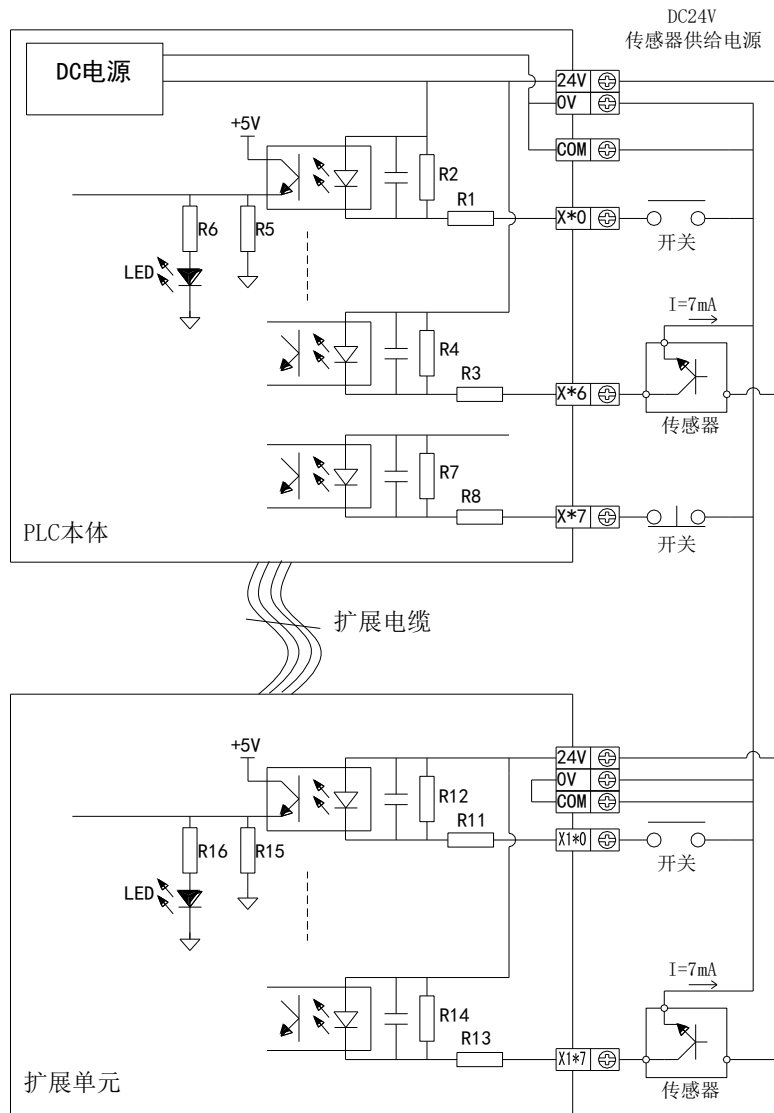 DC24V
传感器供给电源
DC电源
24V
0V
+5V
COM
R2
R1
X*0
R6
R5
开关
LED
I=7mA
R4
R3
X*6
传感器
R7
R8
X*7
PLC本体
开关
扩展电缆
+5V
24V
0V
R12
COM
R11
X1*0
R16
R15
开关
LED
I=7mA
R14
R13
X1*7
扩展单元
传感器